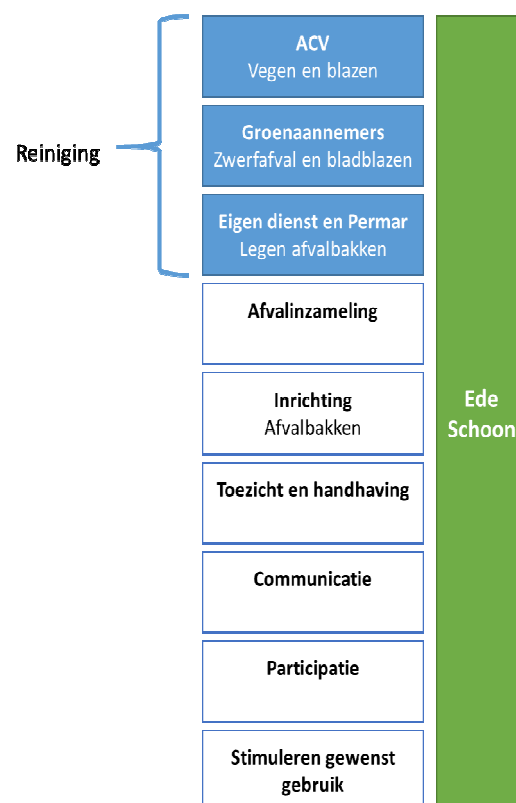 ACV
Vegen en blazen
Reiniging
Groenaannemers
Zwerfafval en bladblazen
Eigen dienst en Permar
Legen afvalbakken
Afvalinzameling
Inrichting
Afvalbakken
Toezicht en handhaving
Communicatie
Participatie
Stimuleren gewenst
gebruik
Ede
Schoon